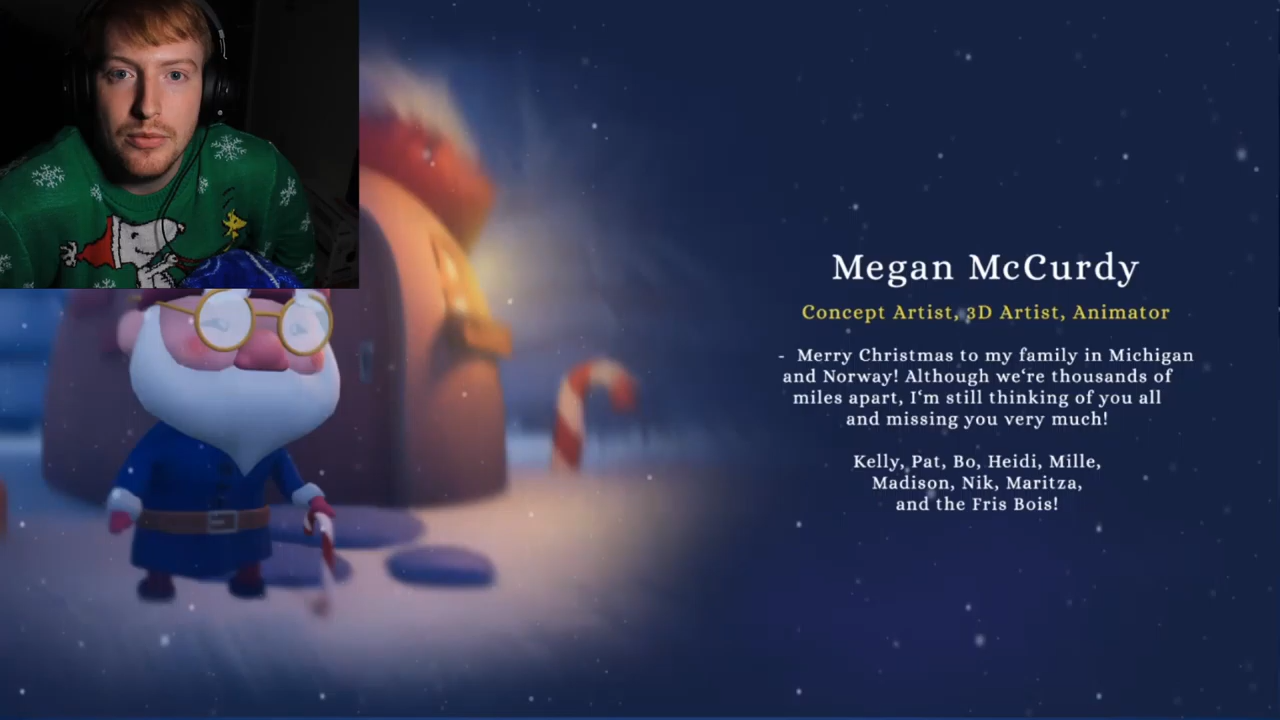 Megan McCurdy
Concept Artist, 3D Artist, Animator
- Merry Christmas to my family in Michigan
and Norway! Although we're thousands of
miles apart, I'm still thinking of you all
and missing you very much!
Kelly, Pat, Bo, Heidi, Mille,
Madison, Nik, Maritza,
and the Fris Bois!